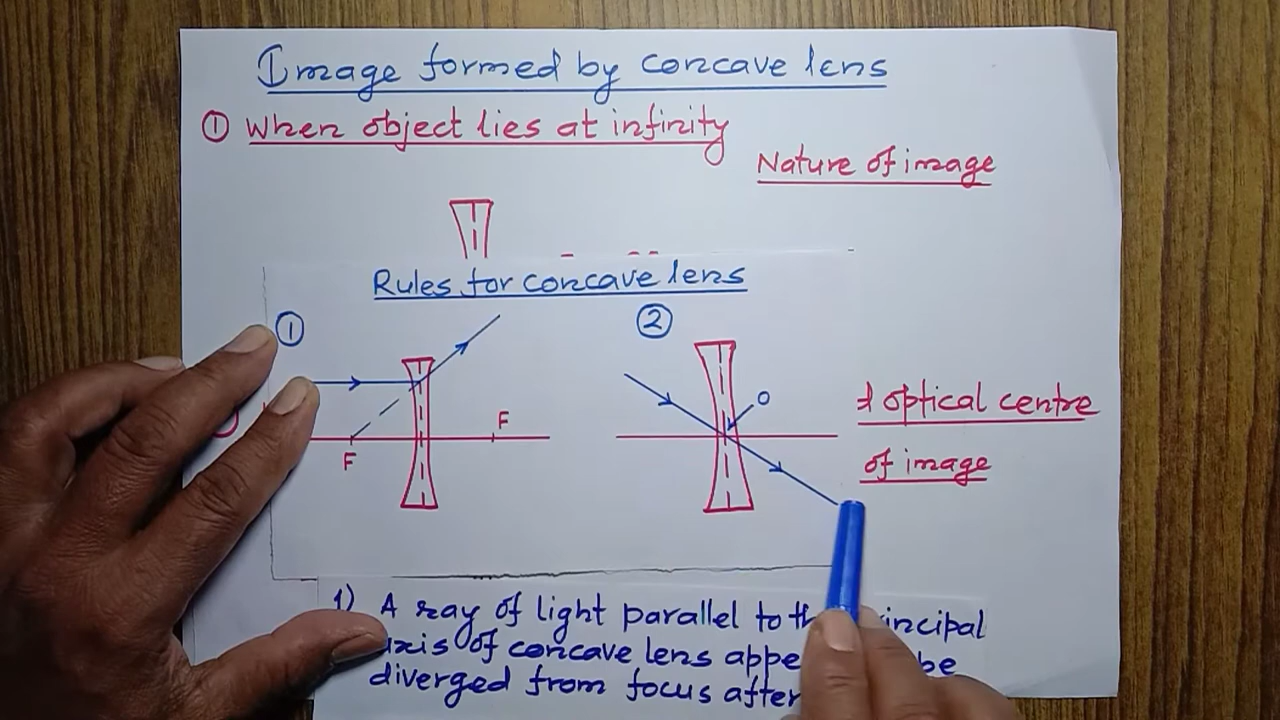 Image formed by concave lens
① When object lies at infinity
Nature of image
Rules for concave lens
①
②
F
F
O
optical centre
of image
1) A ray of light parallel to
axis of concave lens be
diverged from focus after